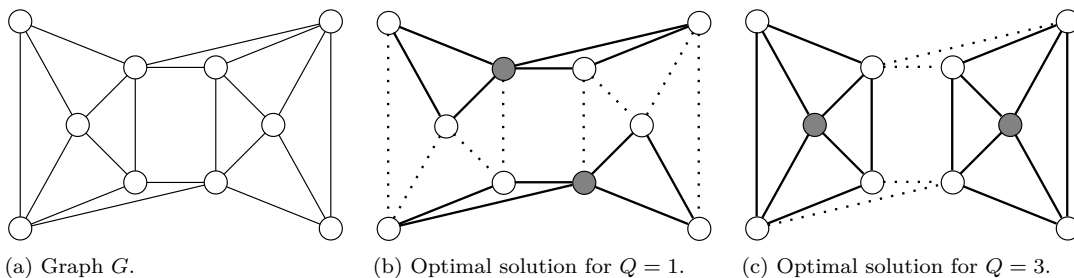 (a) Graph G.
(b) Optimal solution for Q = 1.
(c) Optimal solution for Q = 3.